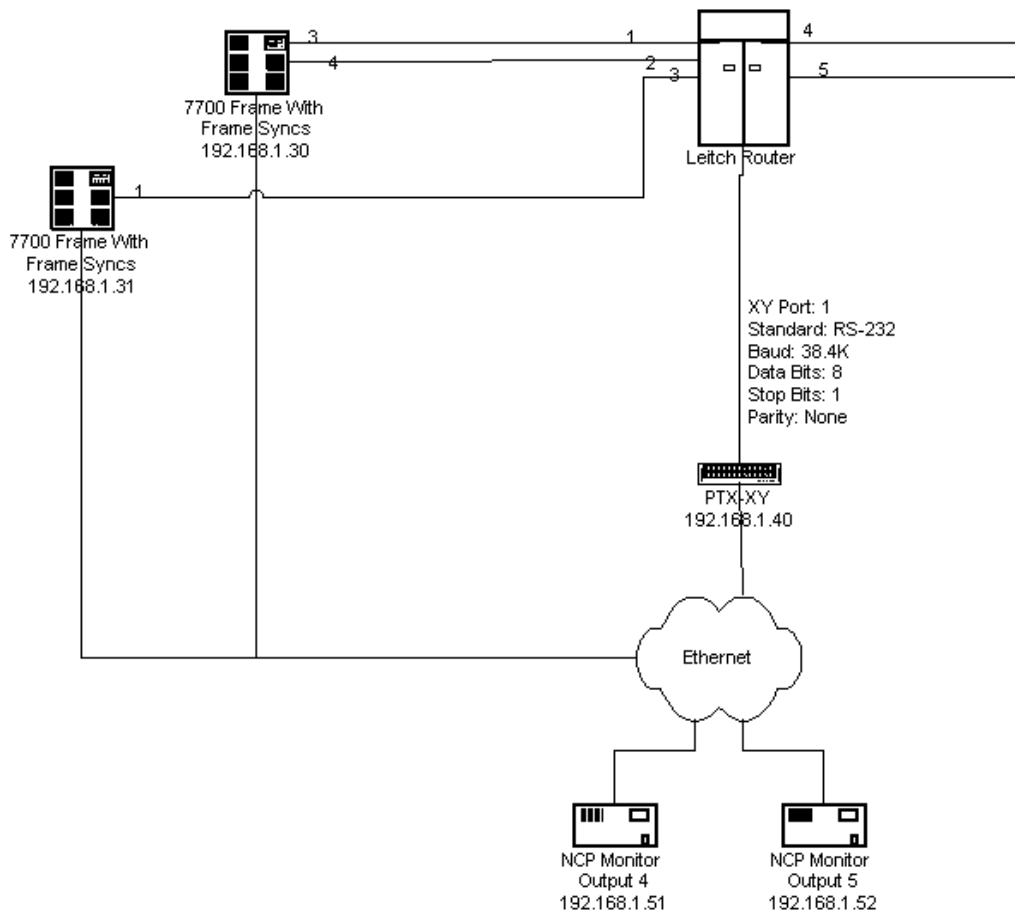 3
1
4
4
2
3
5
7700 Frame With
Frame Syncs
192.168.1.30
Leitch Router
1
7700 Frame With
Frame Syncs
192.168.1.31
XY Port: 1
Standard: RS-232
Baud: 38.4K
Data Bits: 8
Stop Bits: 1
Parity: None
PTX-XY
192.168.1.40
Ethernet
NCP Monitor
Output 4
192.168.1.51
NCP Monitor
Output 5
192.168.1.52